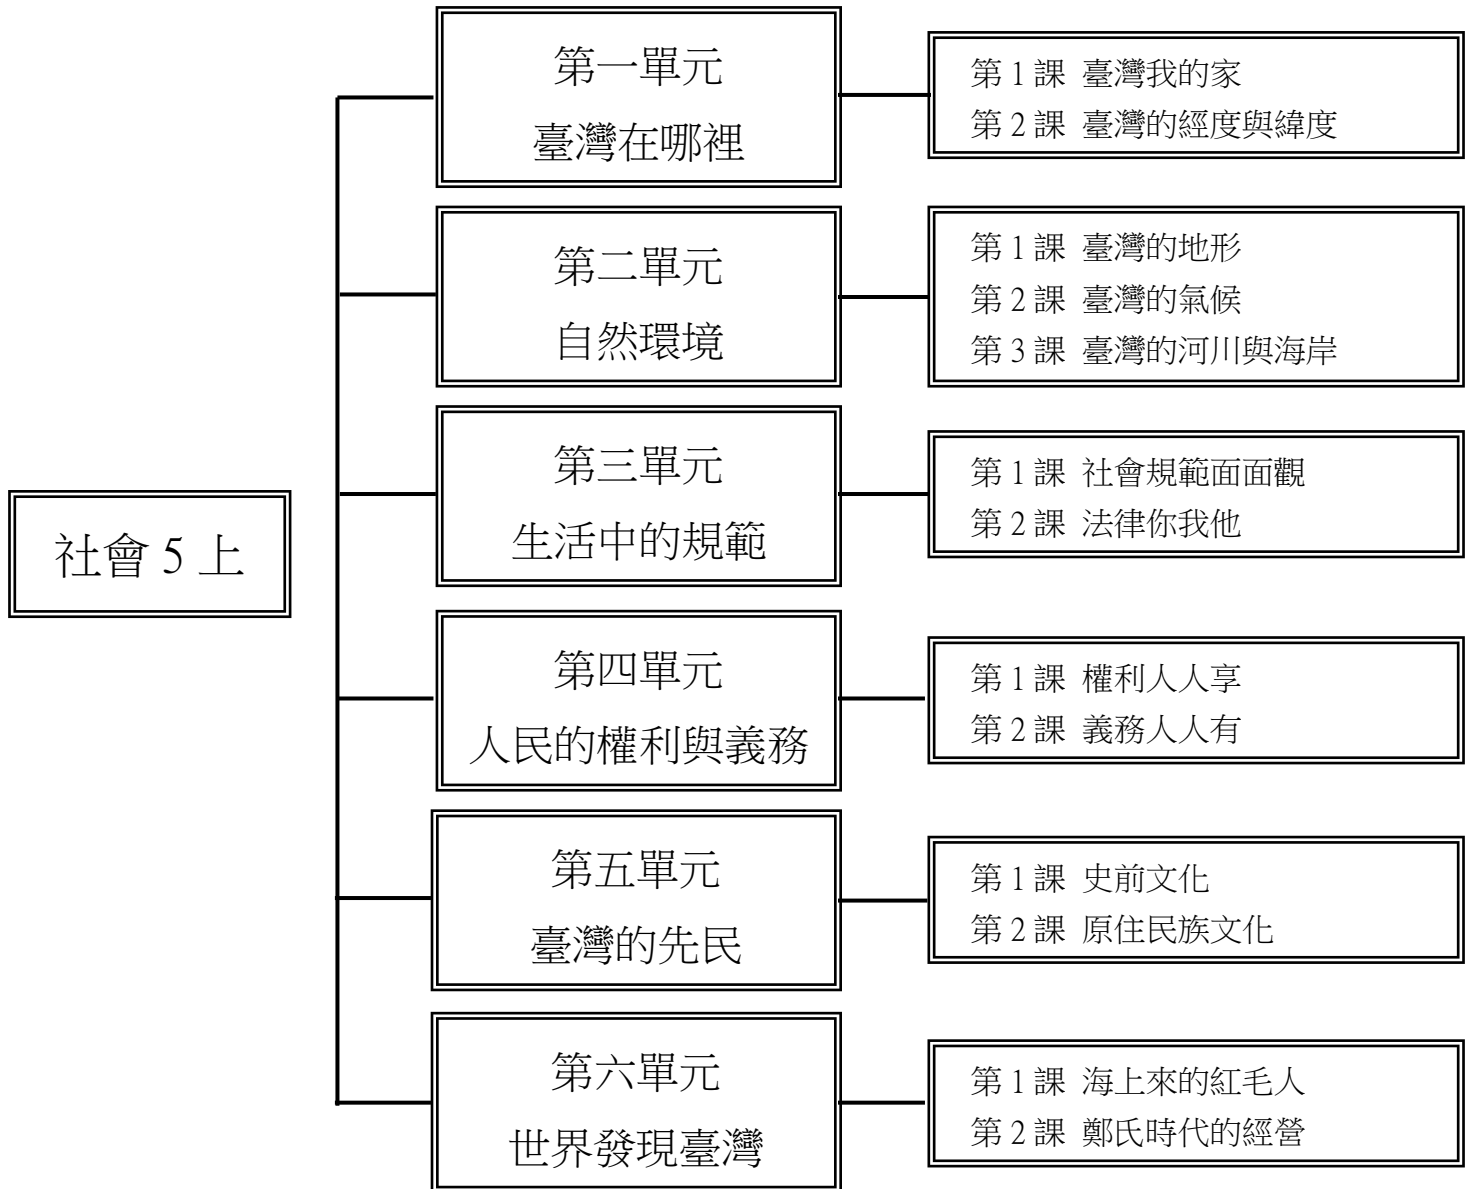 社會 5 上
第一單元
臺灣在哪裡
第 1 課 臺灣我的家
第 2 課 臺灣的經度與緯度
第二單元
自然環境
第 1 課 臺灣的地形
第 2 課 臺灣的氣候
第 3 課 臺灣的河川與海岸
第三單元
生活中的規範
第 1 課 社會規範面面觀
第 2 課 法律你我他
第四單元
人民的權利與義務
第 1 課 權利人人享
第 2 課 義務人人有
第五單元
臺灣的先民
第 1 課 史前文化
第 2 課 原住民族文化
第六單元
世界發現臺灣
第 1 課 海上來的紅毛人
第 2 課 鄭氏時代的經營